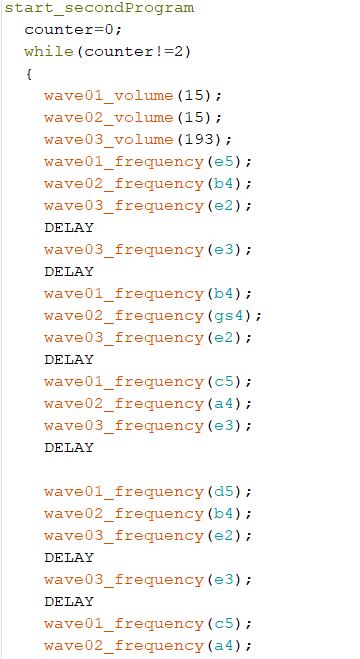 start_secondProgram
counter=0;
while(counter!=2)
{
wave01_volume(15);
wave02_volume(15);
wave03_volume(193);
wave01_frequency(e5);
wave02_frequency(b4);
wave03_frequency(e2);
DELAY
wave03_frequency(e3);
DELAY
wave01_frequency(b4);
wave02_frequency(gs4);
wave03_frequency(e2);
DELAY
wave01_frequency(c5);
wave02_frequency(a4);
wave03_frequency(e3);
DELAY
wave01_frequency(d5);
wave02_frequency(b4);
wave03_frequency(e2);
DELAY
wave03_frequency(e3);
DELAY
wave01_frequency(c5);
wave02_frequency(a4);